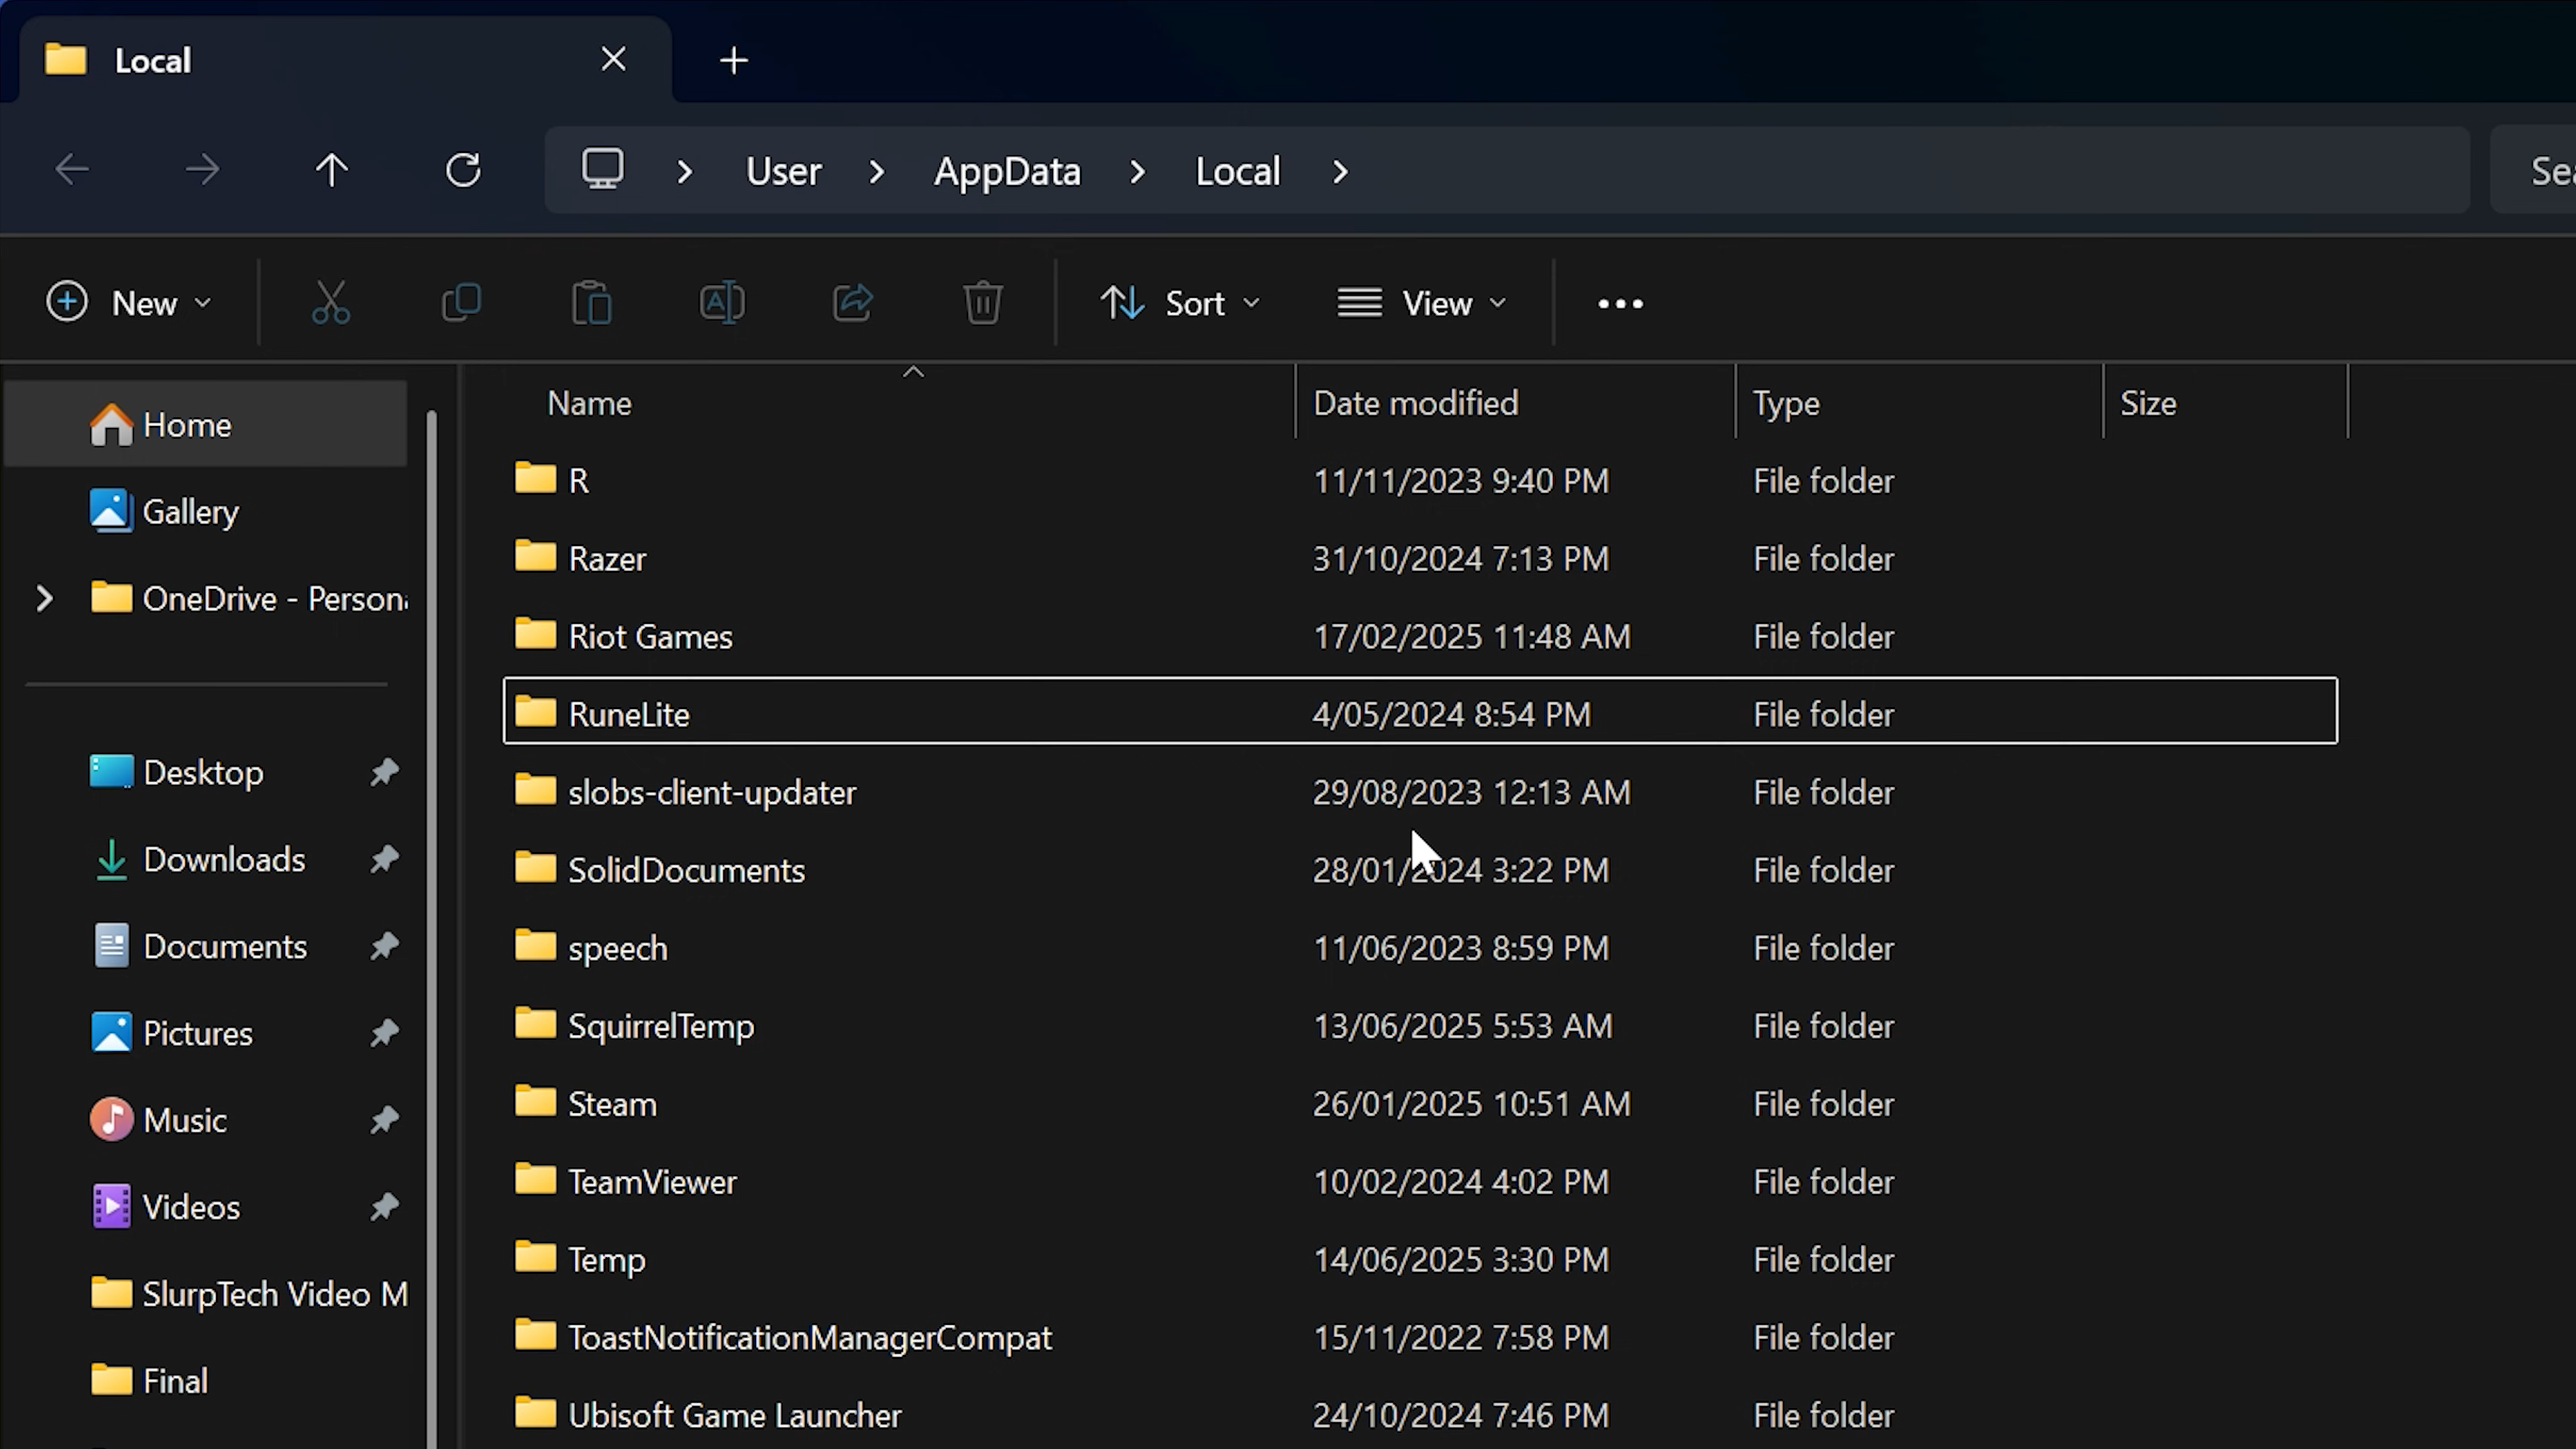 Local
User > AppData > Local >
Sea
New
Sort
View
Name Date modified Type Size
Home
Gallery
OneDrive - Persona
Desktop
Downloads
Documents
Pictures
Music
Videos
SlurpTech Video M
Final
R 11/11/2023 9:40 PM File folder
Razer 31/10/2024 7:13 PM File folder
Riot Games 17/02/2025 11:48 AM File folder
RuneLite 4/05/2024 8:54 PM File folder
slobs-client-updater 29/08/2023 12:13 AM File folder
SolidDocuments 28/01/2024 3:22 PM File folder
speech 11/06/2023 8:59 PM File folder
SquirrelTemp 13/06/2025 5:53 AM File folder
Steam 26/01/2025 10:51 AM File folder
TeamViewer 10/02/2024 4:02 PM File folder
Temp 14/06/2025 3:30 PM File folder
ToastNotificationManagerCompat 15/11/2022 7:58 PM File folder
Ubisoft Game Launcher 24/10/2024 7:46 PM File folder